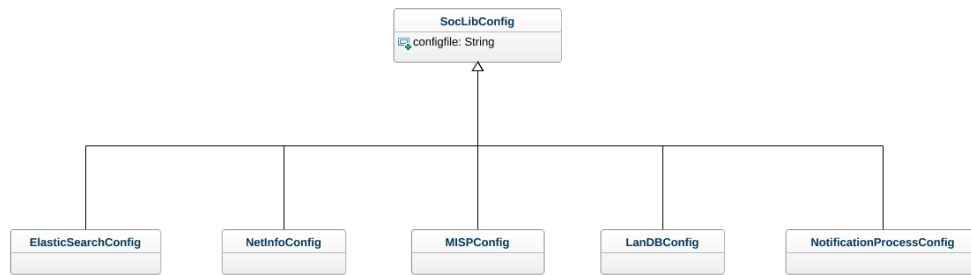 SocLibConfig
configfile: String
ElasticSearchConfig
NetInfoConfig
MISPConfig
LanDBConfig
NotificationProcessConfig